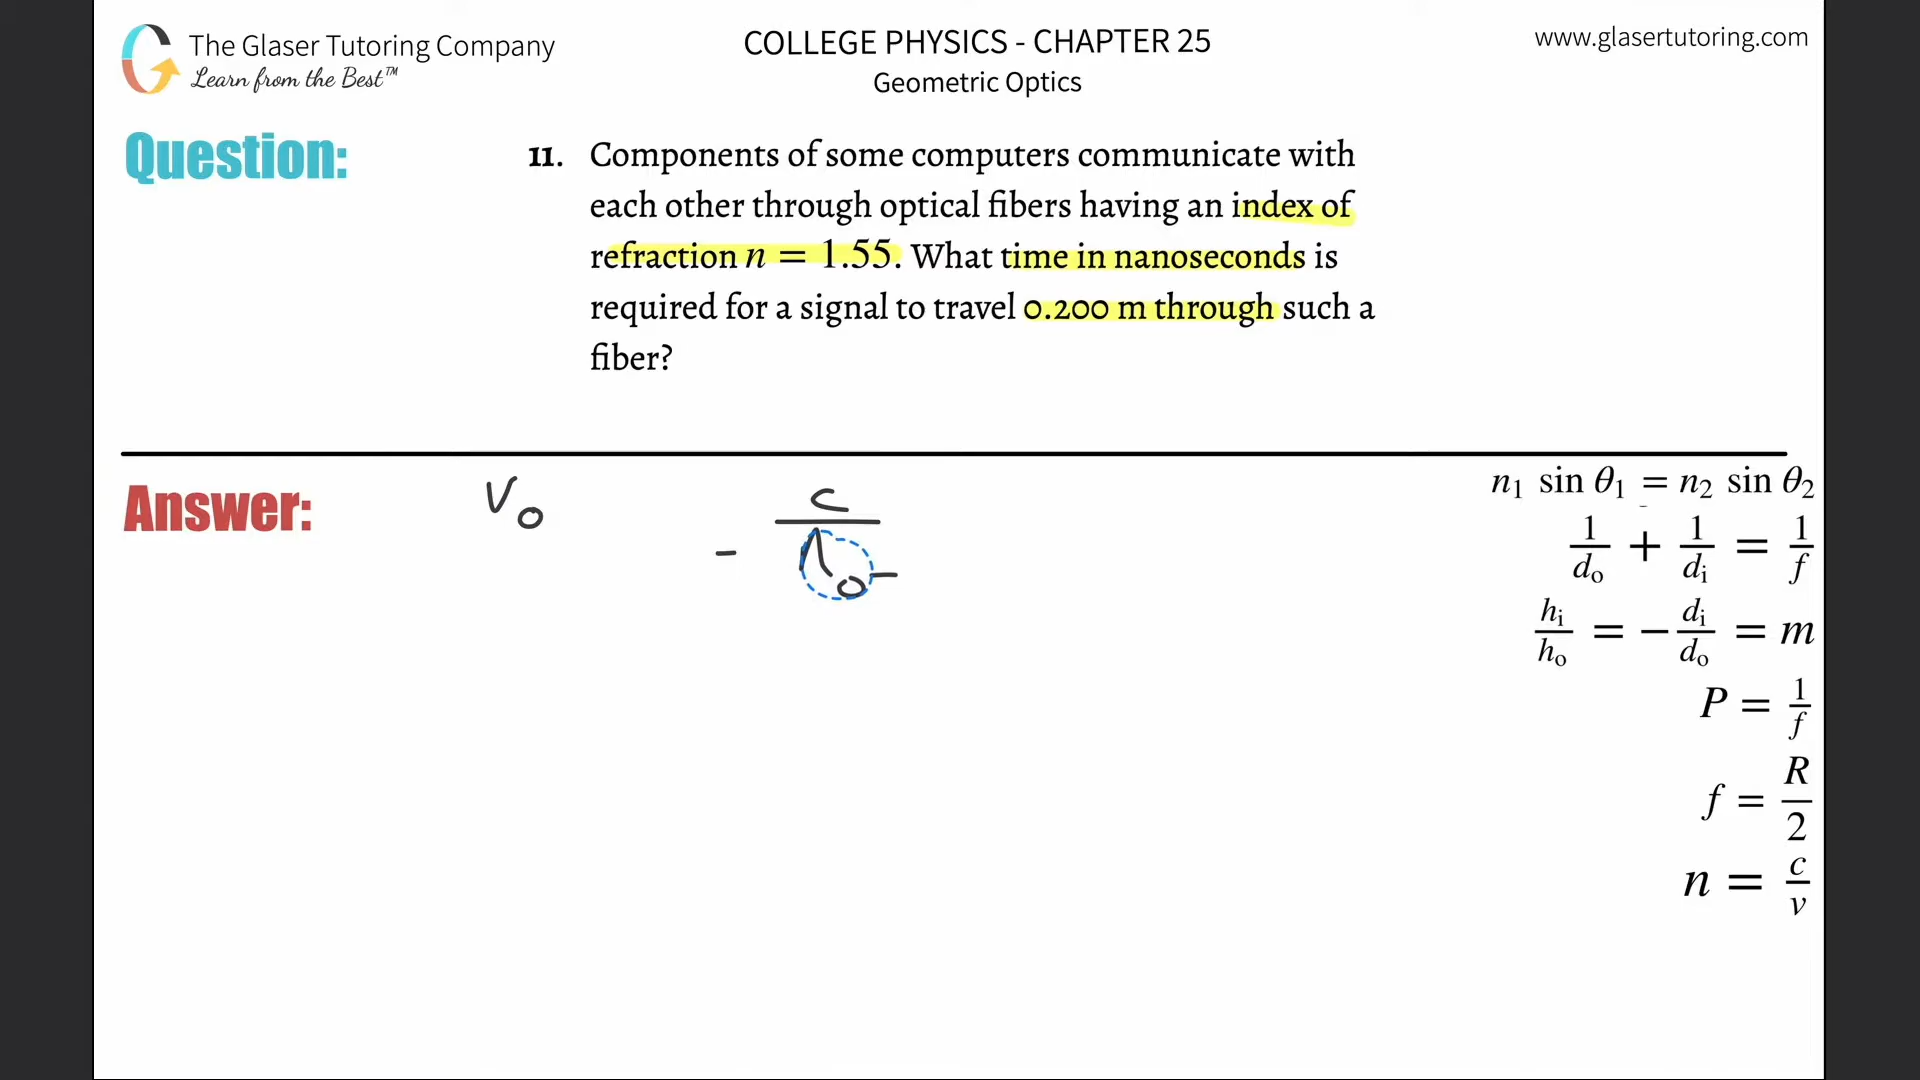 The Glaser Tutoring Company
Learn from the Best™
COLLEGE PHYSICS - CHAPTER 25
Geometric Optics
www.glasertutoring.com
Question:
11. Components of some computers communicate with
each other through optical fibers having an index of
refraction n = 1.55. What time in nanoseconds is
required for a signal to travel 0.200 m through such a
fiber?
Answer:
v₀
- c/n₀ -
n₁ sin θ₁ = n₂ sin θ₂
1/dₒ + 1/dᵢ = 1/f
hᵢ/hₒ = −dᵢ/dₒ = m
P = 1/f
f = R/2
n = c/v